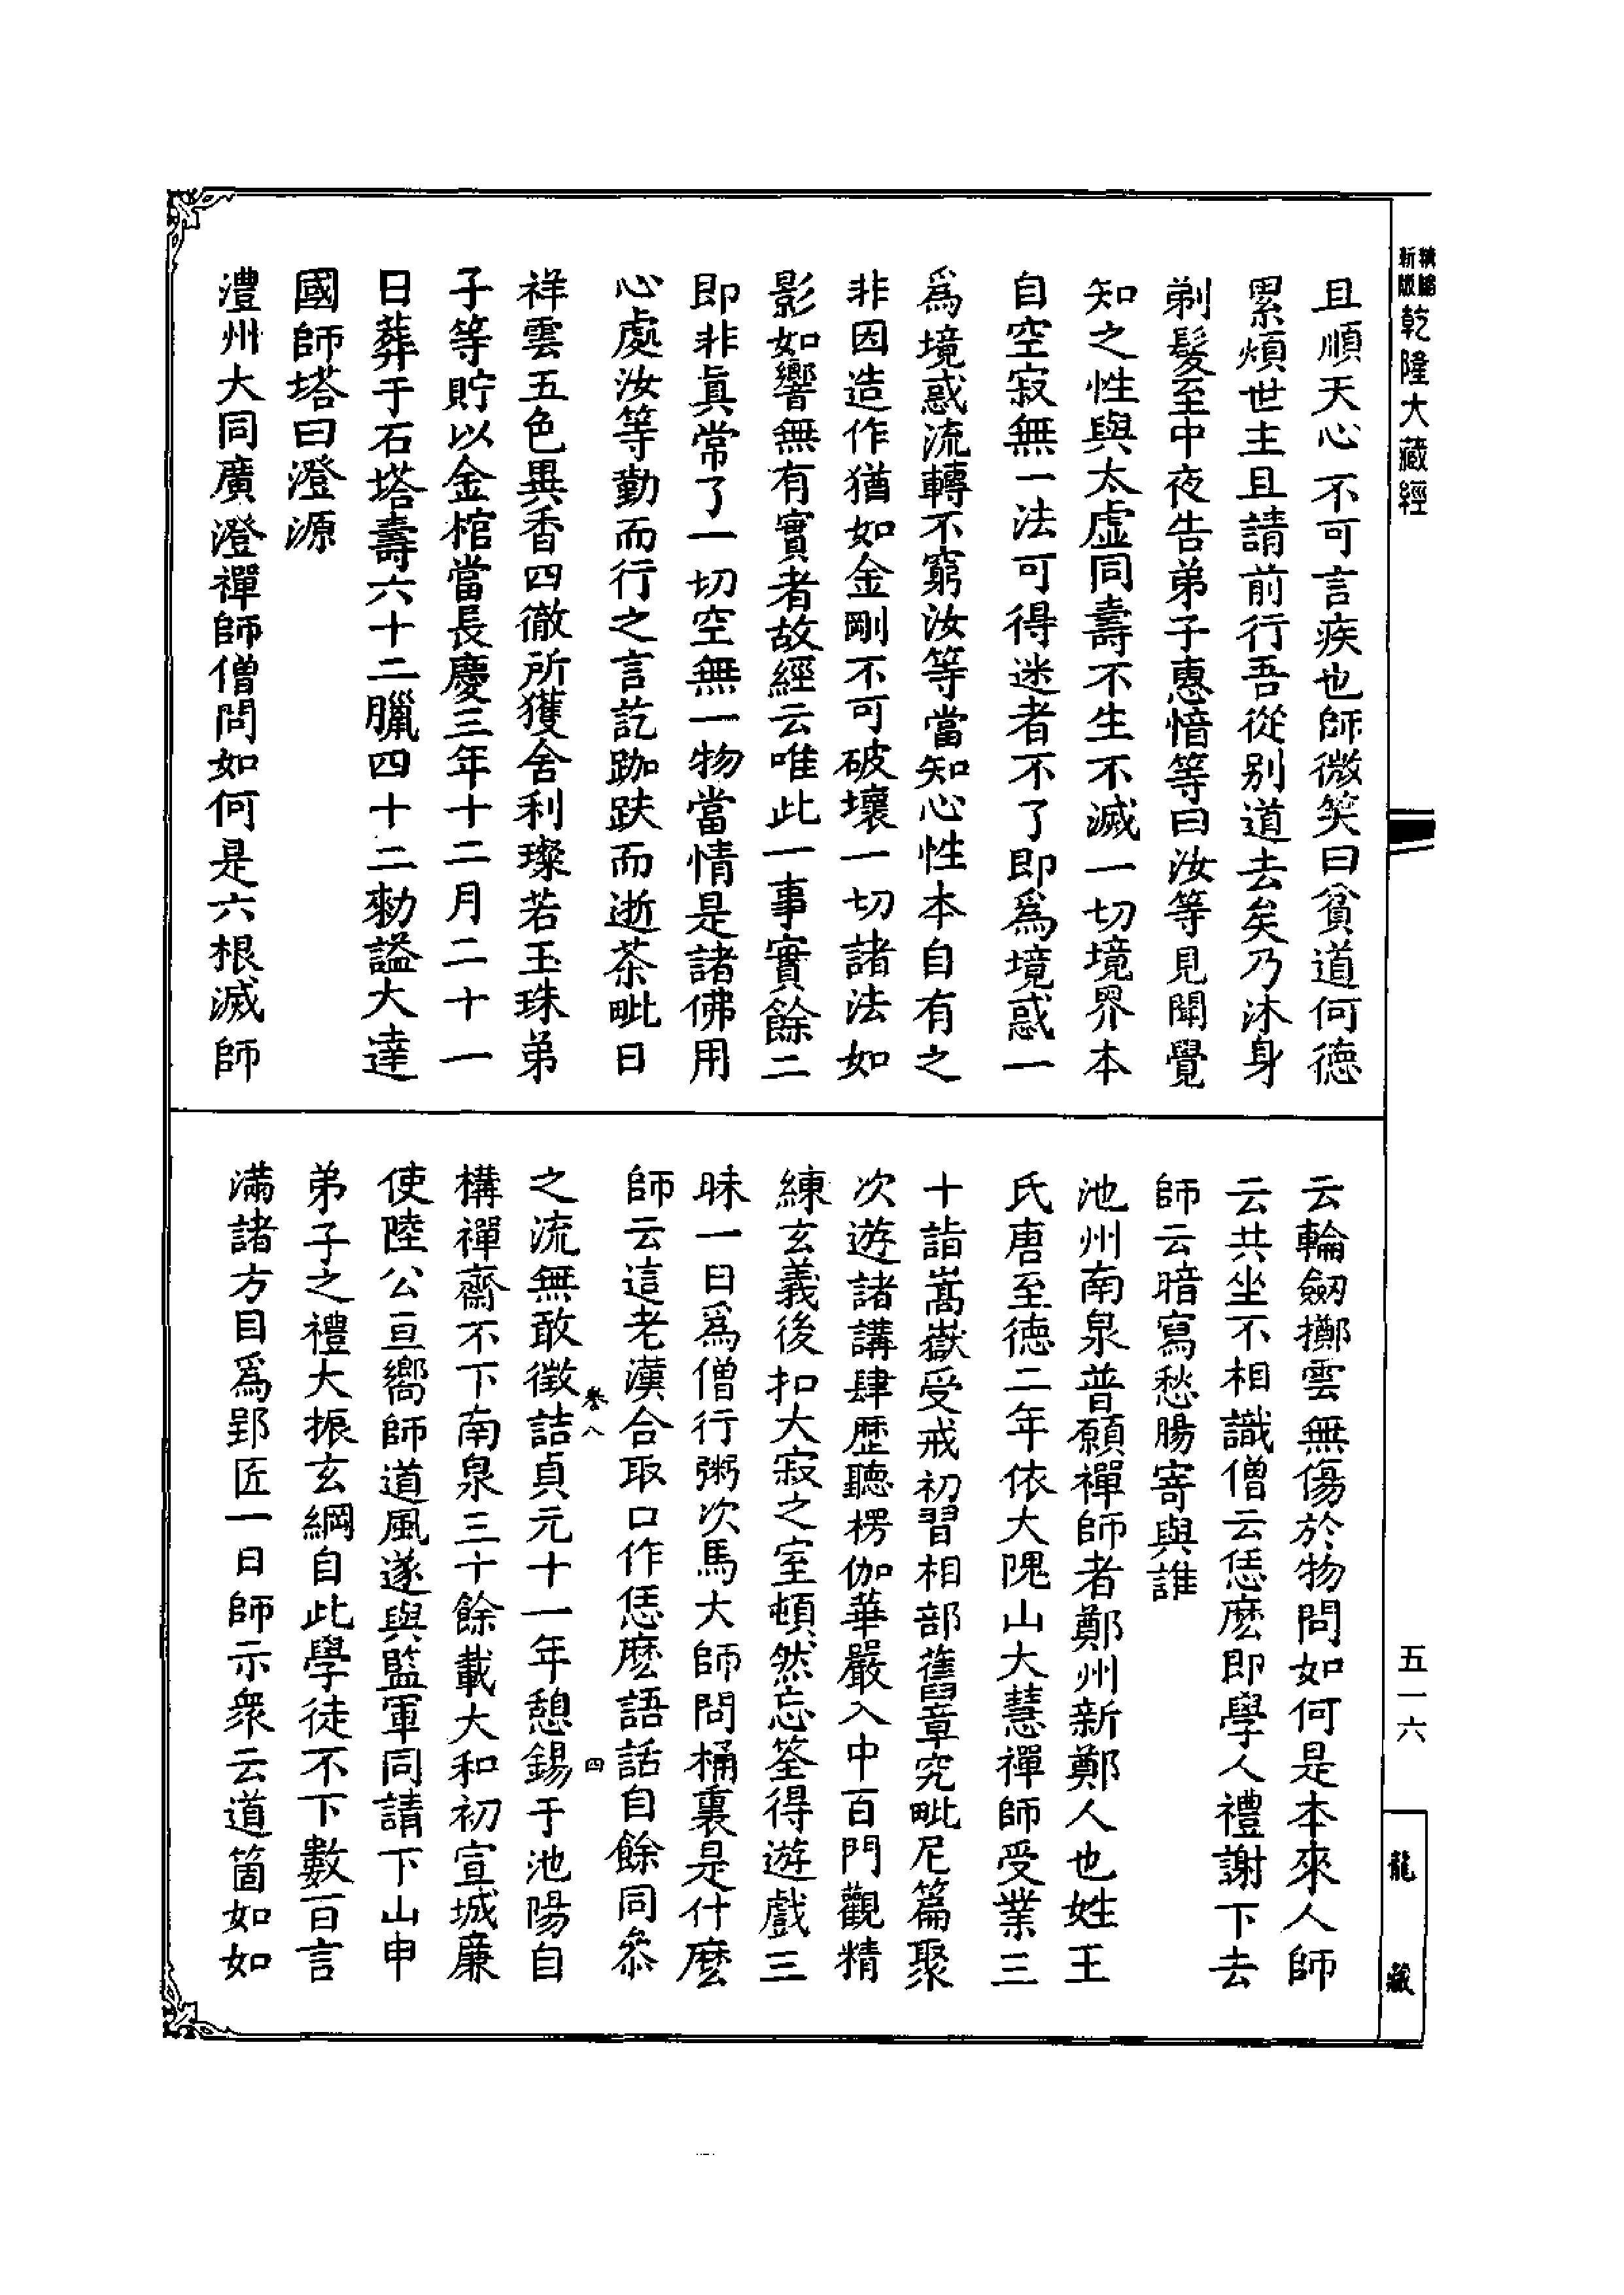 新版
乾隆大藏經
五一六
龍藏
且順天心不可言疾也師微笑曰貧道何德
累煩世主且請前行吾從别道去矣乃沐身
剃髮至中夜告弟子惠愔等曰汝等見聞覺
知之性與太虛同壽不生不滅一切境界本
自空寂無一法可得迷者不了即爲境惑一
爲境惑流轉不窮汝等當知心性本自有之
非因造作猶如金剛不可破壞一切諸法如
影如響無有實者故經云唯此一事實餘二
即非眞常了一切空無一物當情是諸佛用
心處汝等勤而行之言訖跏趺而逝荼毗日
祥雲五色異香四徹所獲舍利璨若玉珠弟
子等貯以金棺當長慶三年十二月二十一
日葬于石塔壽六十二臘四十二勅謚大達
國師塔曰澄源
澧州大同廣澄禪師僧問如何是六根滅師
云輪劔擲雲無傷於物問如何是本來人師
云共坐不相識僧云恁麽即學人禮謝下去
師云暗寫愁腸寄與誰
池州南泉普願禪師者鄭州新鄭人也姓王
氏唐至德二年依大隗山大慧禪師受業三
十詣嵩嶽受戒初習相部舊章究毗尼篇聚
次遊諸講肆歷聽楞伽華嚴入中百門觀精
練玄義後扣大寂之室頓然忘筌得遊戲三
昧一日爲僧行粥次馬大師問桶裏是什麽
師云這老漢合取口作恁麽語話自餘同叅
卷八 四
之流無敢徵詰貞元十一年憩錫于池陽自
構禪齋不下南泉三十餘載大和初宣城廉
使陸公亘嚮師道風遂與監軍同請下山申
弟子之禮大振玄綱自此學徒不下數百言
滿諸方目爲郢匠一日師示衆云道箇如如